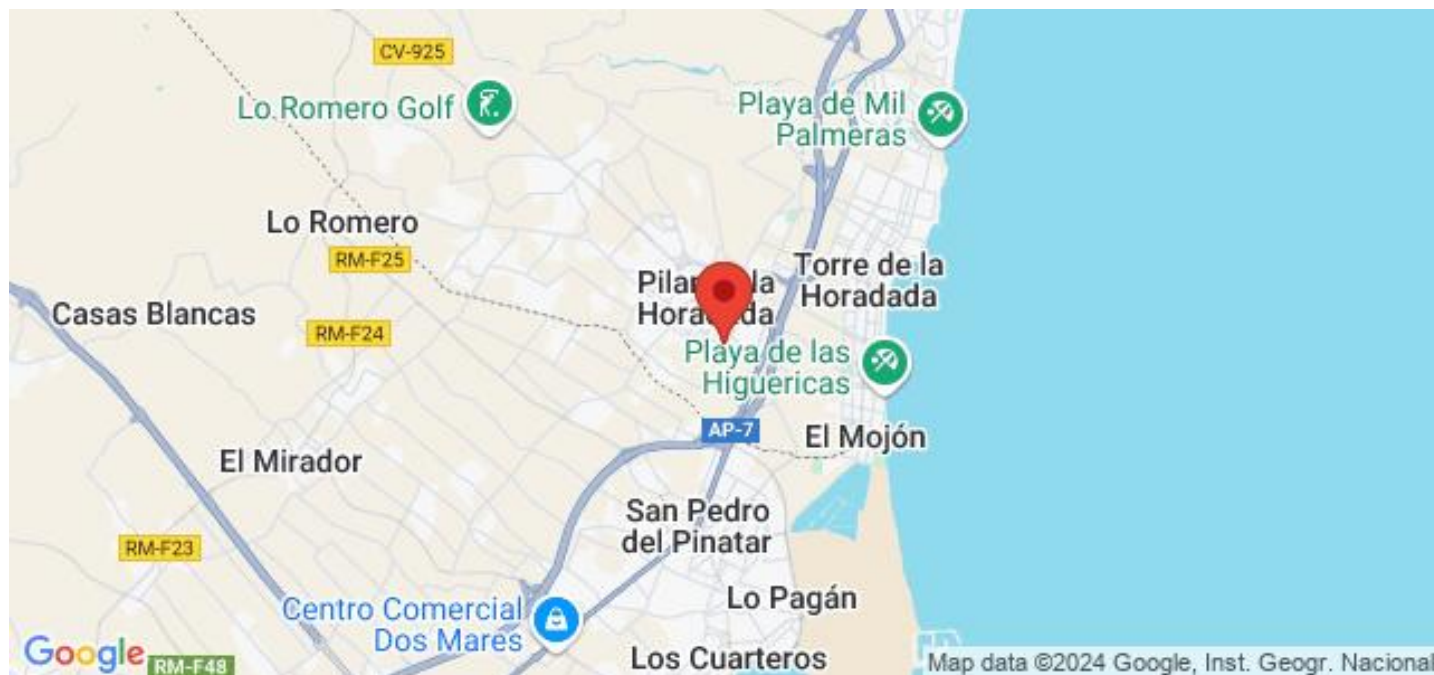 CV-925
Lo Romero Golf
Playa de Mil
Palmeras
Lo Romero
RM-F25
Torre de la
Horadada
Casas Blancas
RM-F24
Playa de las
Higuericas
AP-7
El Mojón
El Mirador
San Pedro
del Pinatar
RM-F23
Lo Pagán
Centro Comercial
Dos Mares
Google
RM-F48
Los Cuarteros
Map data ©2024 Google, Inst. Geogr. Nacional